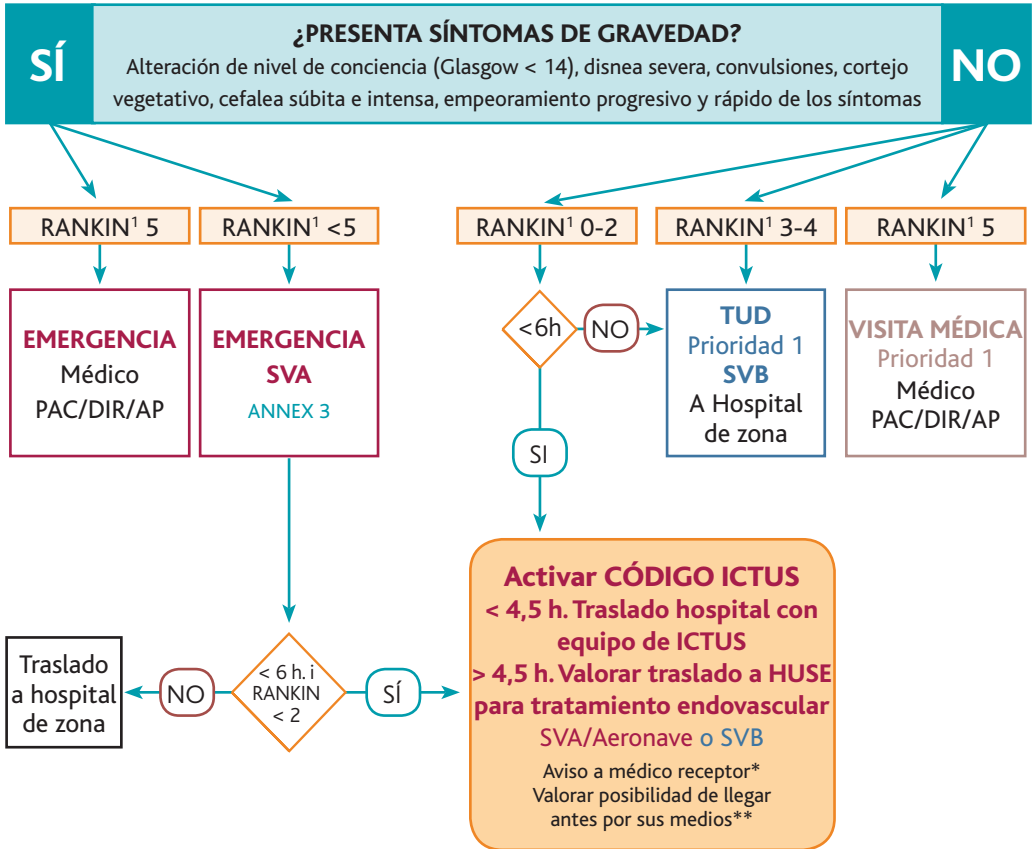 SÍ
¿PRESENTA SÍNTOMAS DE GRAVEDAD?
Alteración de nivel de conciencia (Glasgow < 14), disnea severa, convulsiones, cortejo
vegetativo, cefalea súbita e intensa, empeoramiento progresivo y rápido de los síntomas
NO
RANKIN¹ 5
RANKIN¹ <5
RANKIN¹ 0-2
RANKIN¹ 3-4
RANKIN¹ 5
EMERGENCIA
Médico
PAC/DIR/AP
EMERGENCIA
SVA
ANNEX 3
<6h
NO
TUD
Prioridad 1
SVB
A Hospital
de zona
VISITA MÉDICA
Prioridad 1
Médico
PAC/DIR/AP
SI
Traslado
a hospital
de zona
NO
< 6 h. i
RANKIN
< 2
SÍ
Activar CÓDIGO ICTUS
< 4,5 h. Traslado hospital con
equipo de ICTUS
> 4,5 h. Valorar traslado a HUSE
para tratamiento endovascular
SVA/Aeronave o SVB
Aviso a médico receptor*
Valorar posibilidad de llegar
antes por sus medios**